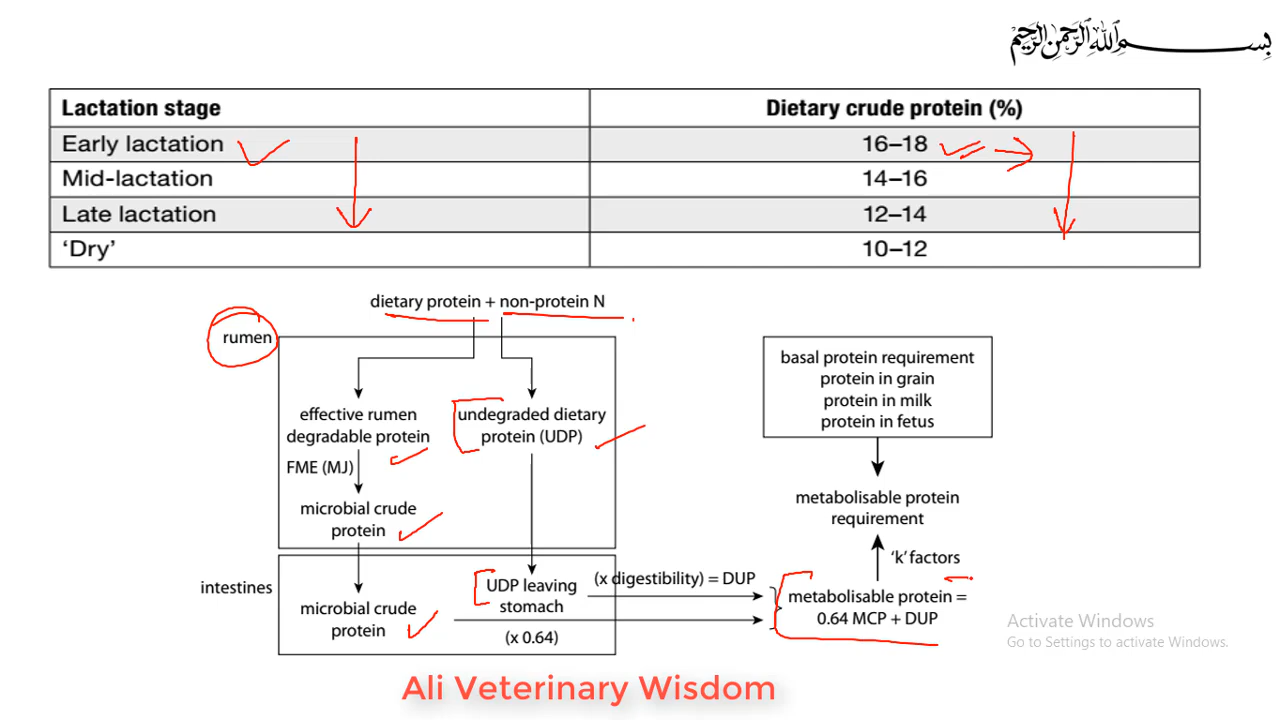 بِسْمِ اللهِ الرَّحْمٰنِ الرَّحِيْمِ
Lactation stage Dietary crude protein (%)
Early lactation 16–18
Mid-lactation 14–16
Late lactation 12–14
‘Dry’ 10–12
dietary protein + non-protein N
rumen
effective rumen
degradable protein
undegraded dietary
protein (UDP)
FME (MJ)
microbial crude
protein
intestines
microbial crude
protein
UDP leaving
stomach
(x digestibility) = DUP
(x 0.64)
basal protein requirement
protein in grain
protein in milk
protein in fetus
metabolisable protein
requirement
‘k’ factors
metabolisable protein =
0.64 MCP + DUP
Activate Windows
Go to Settings to activate Windows.
Ali Veterinary Wisdom